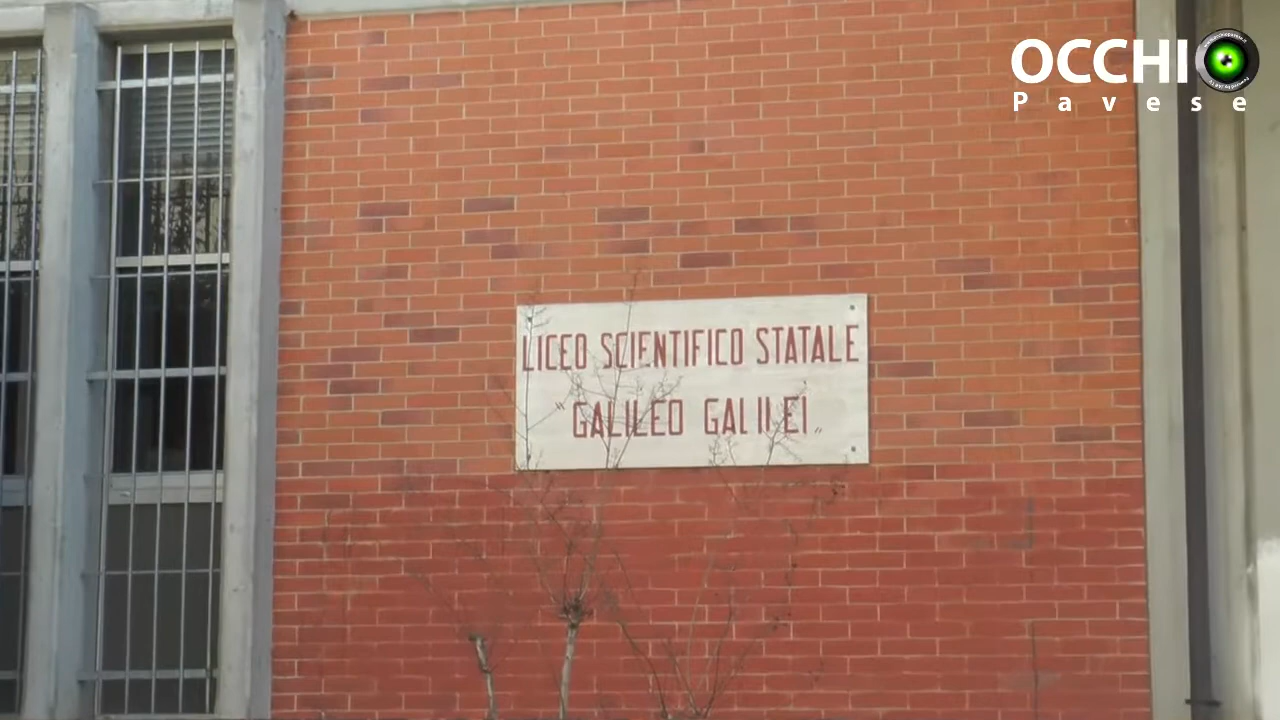 OCCHIO
Pavese
LICEO SCIENTIFICO STATALE
"GALILEO GALILEI"